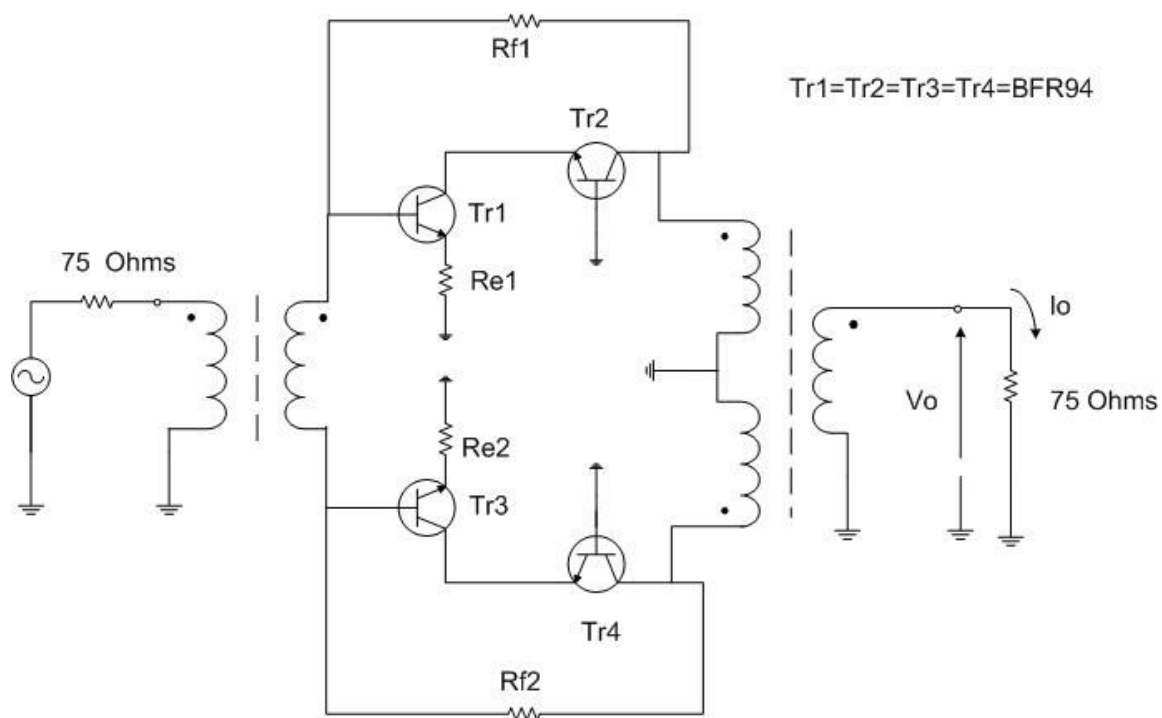 Rf1
Tr1=Tr2=Tr3=Tr4=BFR94
Tr2
Tr1
75 Ohms
Re1
Io
Vo
75 Ohms
Re2
Tr3
Tr4
Rf2